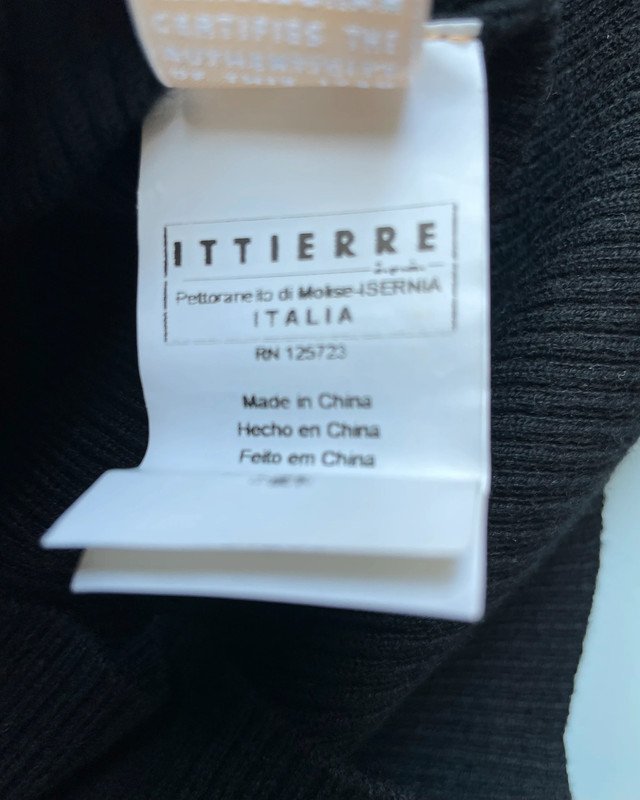 CERTIFIES THE
ITTIERRE
Pettoranello di Molise-ISERNIA
ITALIA
RN 125723
Made in China
Hecho en China
Feito em China